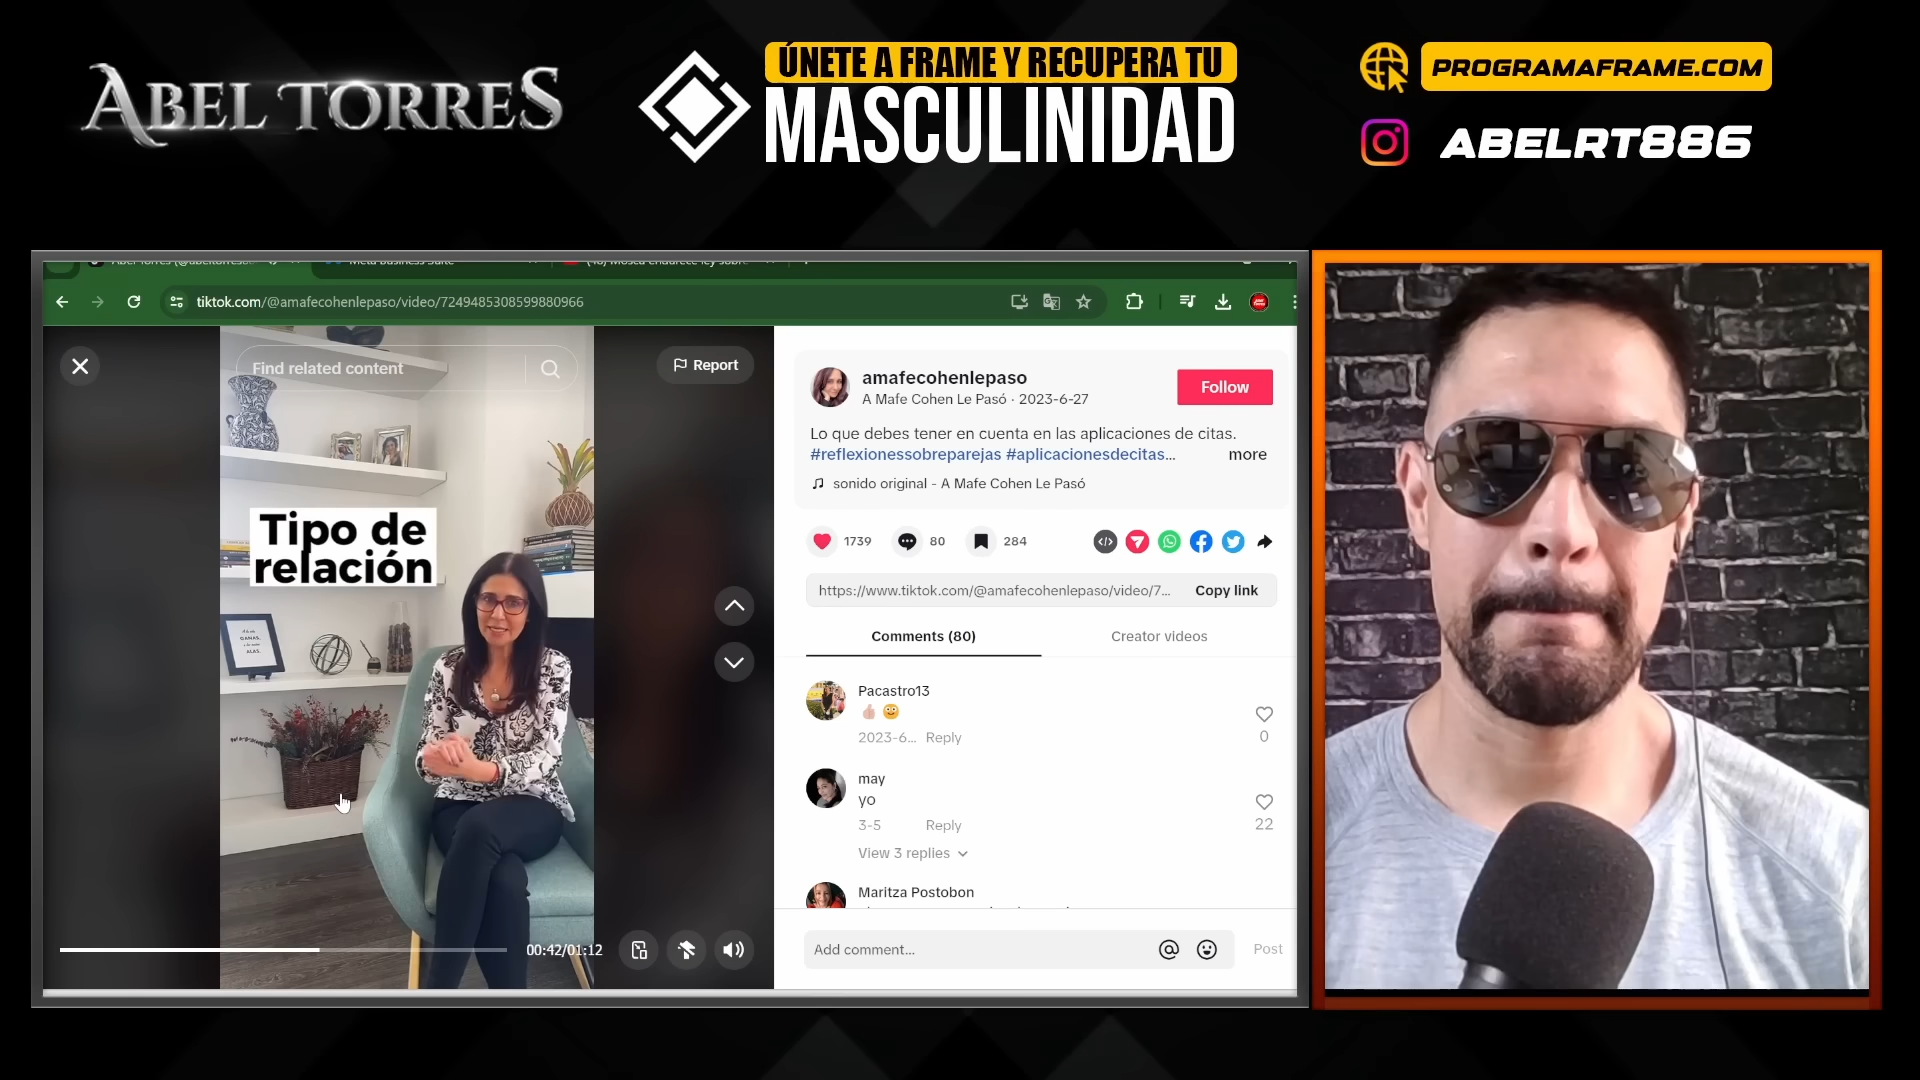 ABEL TORRES
ÚNETE A FRAME Y RECUPERA TU
MASCULINIDAD
PROGRAMAFRAME.COM
ABELRT886
tiktok.com/@amafecohenlepaso/video/7249485308599880966
Find related content
Report
Tipo de
relación
00:42/01:12
amafecohenlepaso
A Mafe Cohen Le Pasó · 2023-6-27
Follow
Lo que debes tener en cuenta en las aplicaciones de citas.
#reflexionessobreparejas #aplicacionesdecitas...
more
sonido original - A Mafe Cohen Le Pasó
1739
80
284
https://www.tiktok.com/@amafecohenlepaso/video/7...
Copy link
Comments (80)
Creator videos
Pacastro13
2023-6... Reply
0
may
yo
3-5 Reply
22
View 3 replies
Maritza Postobon
Add comment...
Post